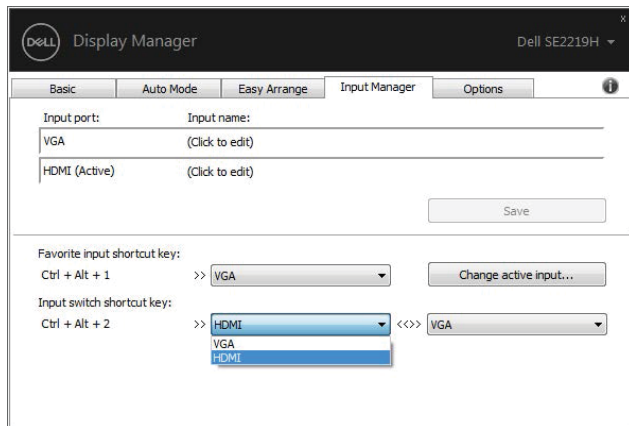 x
DELL Display Manager Dell SE2219H
Basic Auto Mode Easy Arrange Input Manager Options i
Input port: Input name:
VGA (Click to edit)
HDMI (Active) (Click to edit)
Save
Favorite input shortcut key:
Ctrl + Alt + 1 >> VGA Change active input...
Input switch shortcut key:
Ctrl + Alt + 2 >> HDMI <<>> VGA
VGA
HDMI